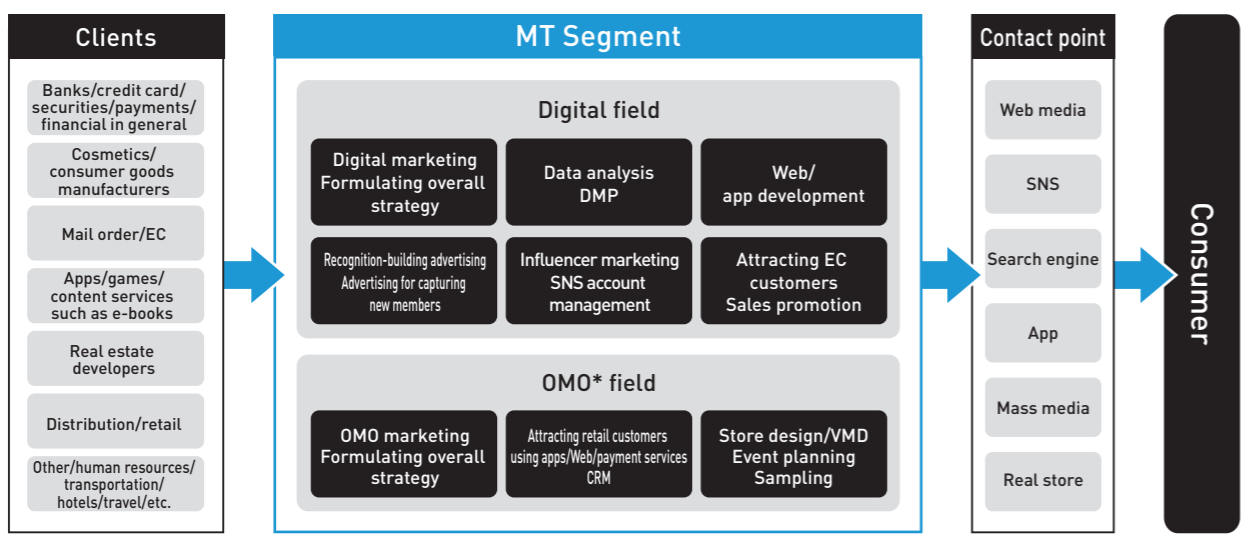 Clients
Banks/credit card/
securities/payments/
financial in general
Cosmetics/
consumer goods
manufacturers
Mail order/EC
Apps/games/
content services
such as e-books
Real estate
developers
Distribution/retail
Other/human resources/
transportation/
hotels/travel/etc.
MT Segment
Digital field
Digital marketing
Formulating overall
strategy
Data analysis
DMP
Web/
app development
Recognition-building advertising
Advertising for capturing
new members
Influencer marketing
SNS account
management
Attracting EC
customers
Sales promotion
OMO* field
OMO marketing
Formulating overall
strategy
Attracting retail customers
using apps/Web/payment services
CRM
Store design/VMD
Event planning
Sampling
Contact point
Web media
SNS
Search engine
App
Mass media
Real store
Consumer